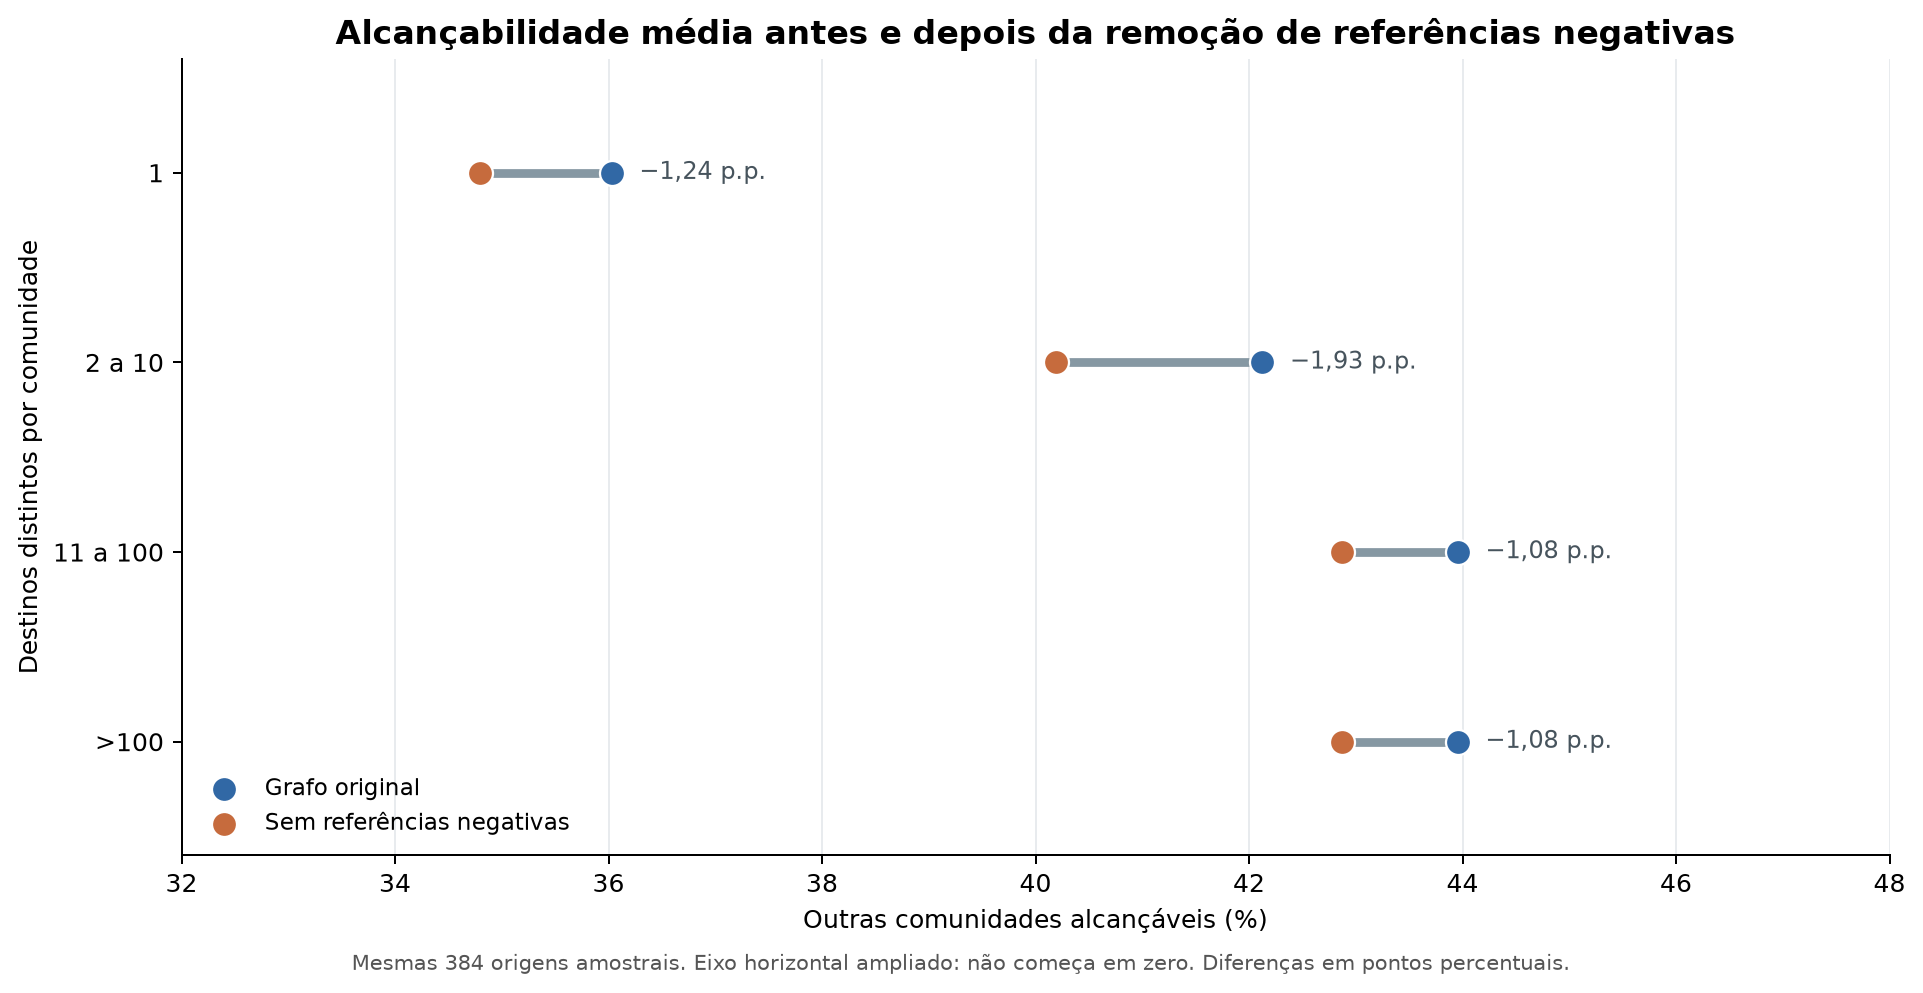 Alcançabilidade média antes e depois da remoção de referências negativas
Destinos distintos por comunidade
1
−1,24 p.p.
2 a 10
−1,93 p.p.
11 a 100
−1,08 p.p.
>100
−1,08 p.p.
Grafo original
Sem referências negativas
32 34 36 38 40 42 44 46 48
Outras comunidades alcançáveis (%)
Mesmas 384 origens amostrais. Eixo horizontal ampliado: não começa em zero. Diferenças em pontos percentuais.